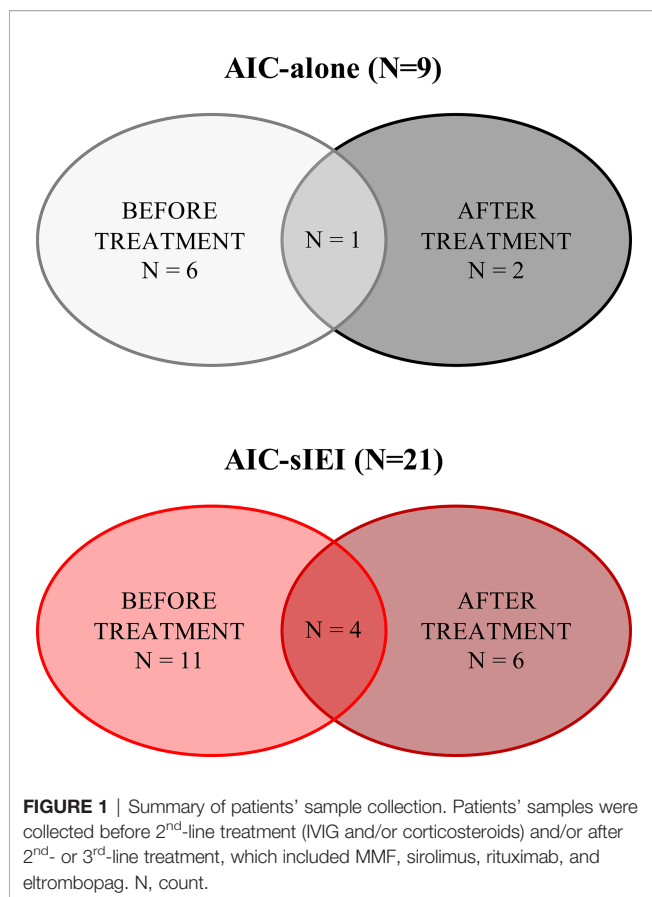 AIC-alone (N=9)
BEFORE
TREATMENT
N = 6
N = 1
AFTER
TREATMENT
N = 2
AIC-sIEI (N=21)
BEFORE
TREATMENT
N = 11
N = 4
AFTER
TREATMENT
N = 6
FIGURE 1 | Summary of patients' sample collection. Patients' samples were
collected before 2nd-line treatment (IVIG and/or corticosteroids) and/or after
2nd- or 3rd-line treatment, which included MMF, sirolimus, rituximab, and
eltrombopag. N, count.